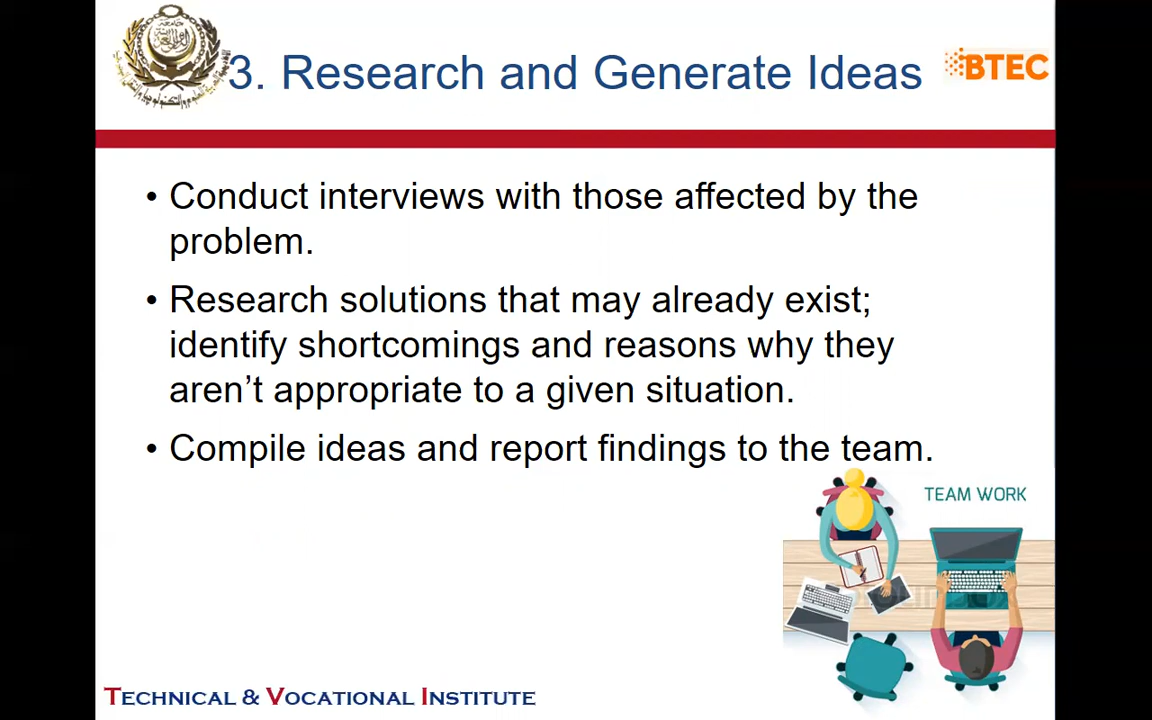 3. Research and Generate Ideas
BTEC
• Conduct interviews with those affected by the
problem.
• Research solutions that may already exist;
identify shortcomings and reasons why they
aren’t appropriate to a given situation.
• Compile ideas and report findings to the team.
TEAM WORK
TECHNICAL & VOCATIONAL INSTITUTE